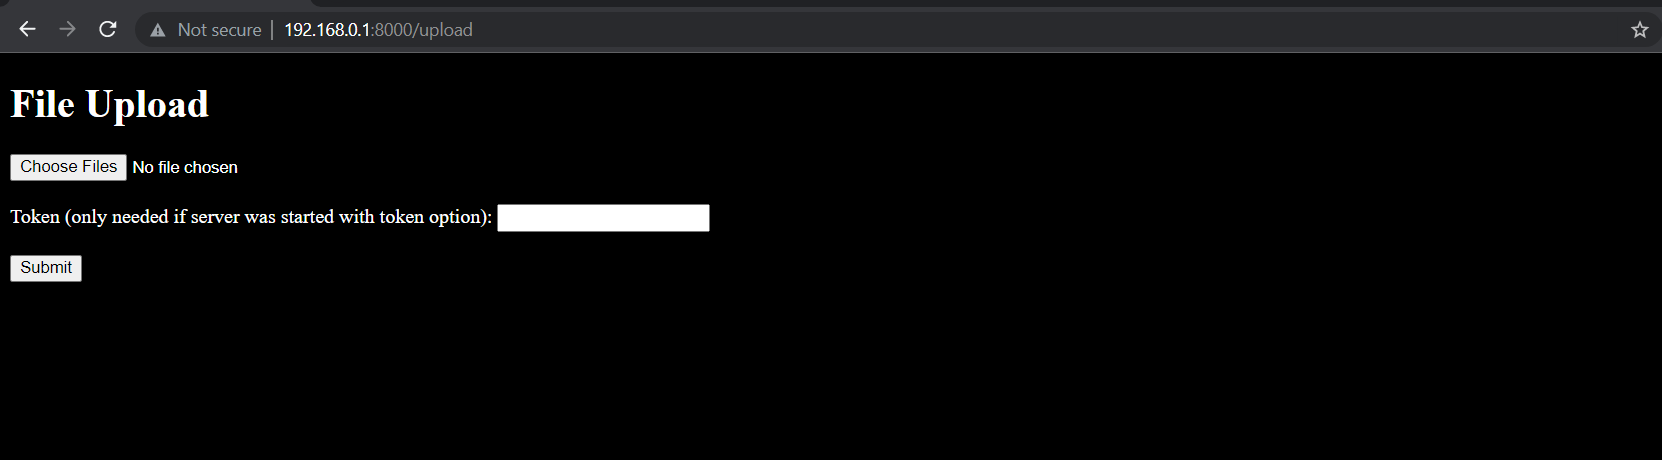 Not secure 192.168.0.1:8000/upload
File Upload
Choose Files No file chosen
Token (only needed if server was started with token option):
Submit